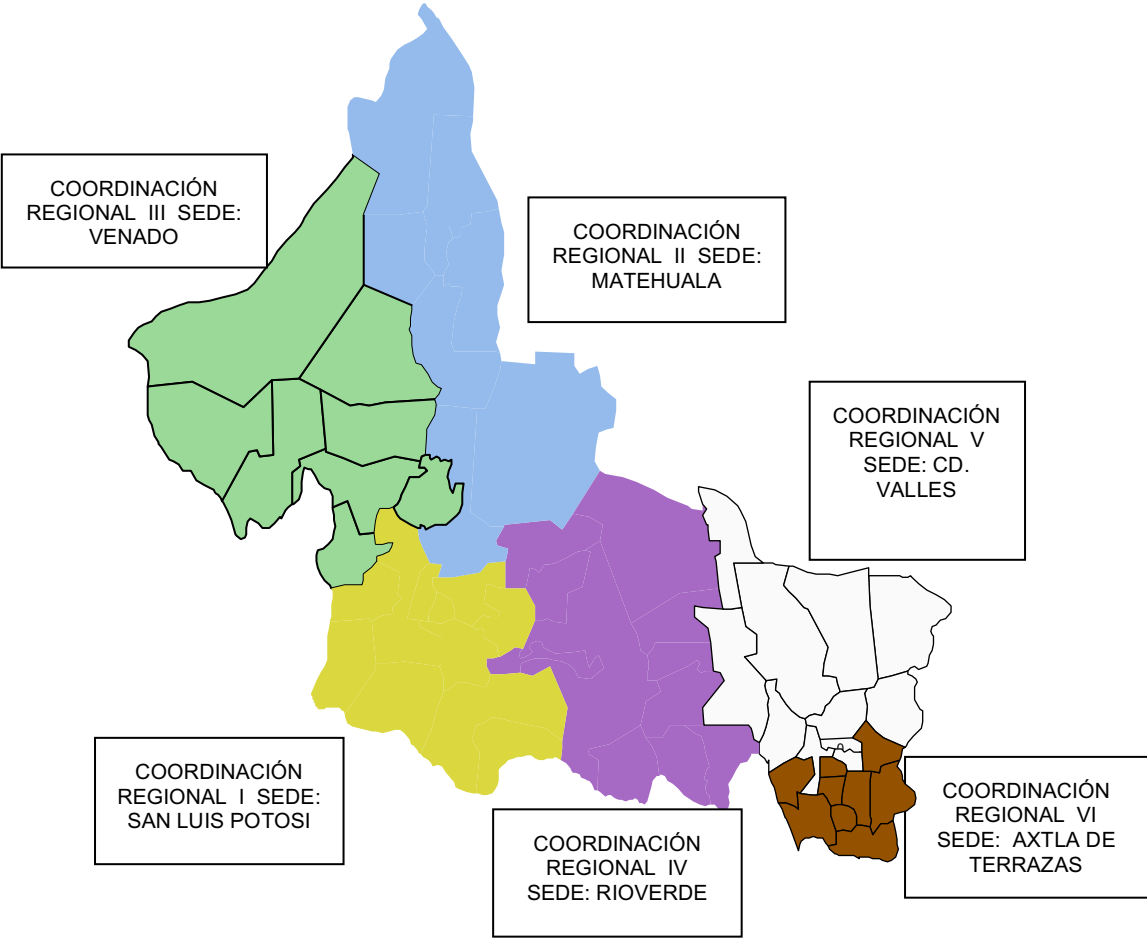 COORDINACIÓN
REGIONAL III SEDE:
VENADO
COORDINACIÓN
REGIONAL II SEDE:
MATEHUALA
COORDINACIÓN
REGIONAL V
SEDE: CD.
VALLES
COORDINACIÓN
REGIONAL I SEDE:
SAN LUIS POTOSI
COORDINACIÓN
REGIONAL IV
SEDE: RIOVERDE
COORDINACIÓN
REGIONAL VI
SEDE: AXTLA DE
TERRAZAS